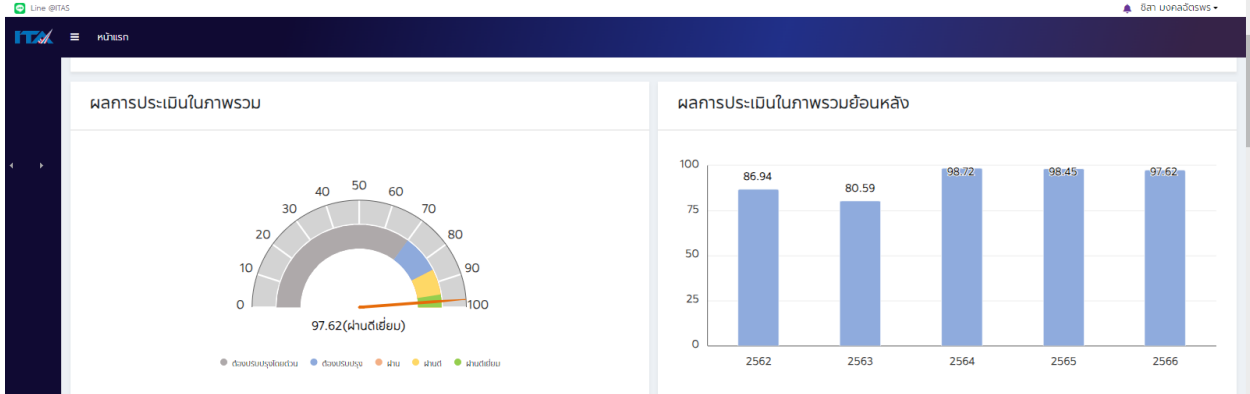 Line @ITAS
ธิสา มงคลฉัตรพร
ITA
หน้าแรก
ผลการประเมินในภาพรวม
50
40
60
30
70
20
80
10
90
0
100
97.62(ผ่านดีเยี่ยม)
ต้องปรับปรุงโดยด่วน ต้องปรับปรุง ผ่าน ผ่านดี ผ่านดีเยี่ยม
ผลการประเมินในภาพรวมย้อนหลัง
100
75
50
25
0
86.94 80.59 98.72 98.45 97.62
2562 2563 2564 2565 2566